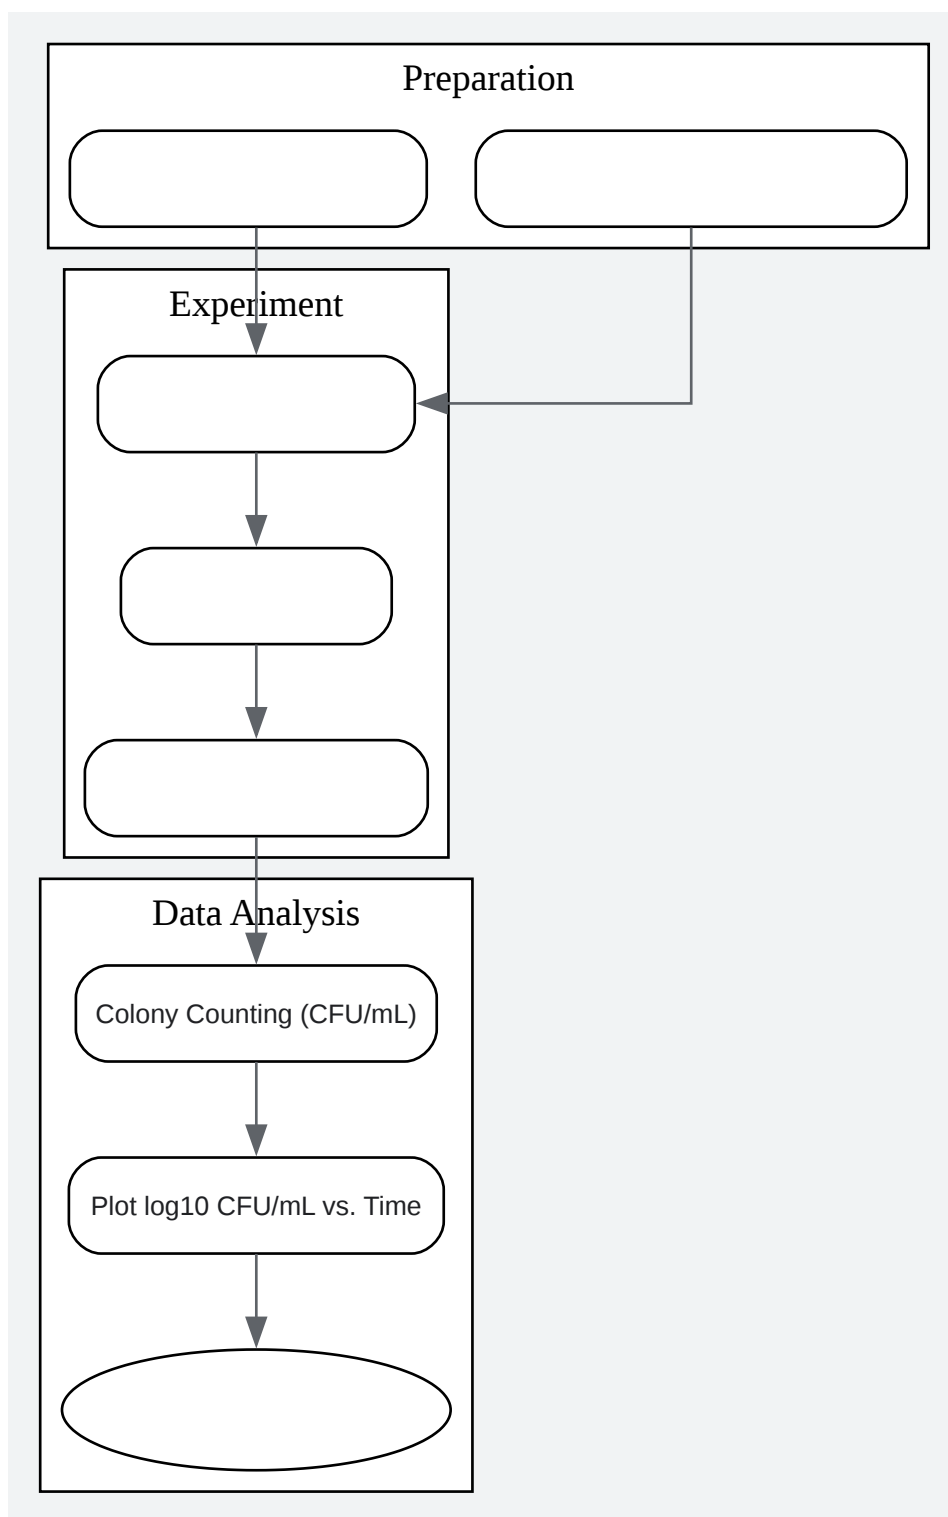 Preparation
Experiment
Data Analysis
Colony Counting (CFU/mL)
Plot log10 CFU/mL vs. Time